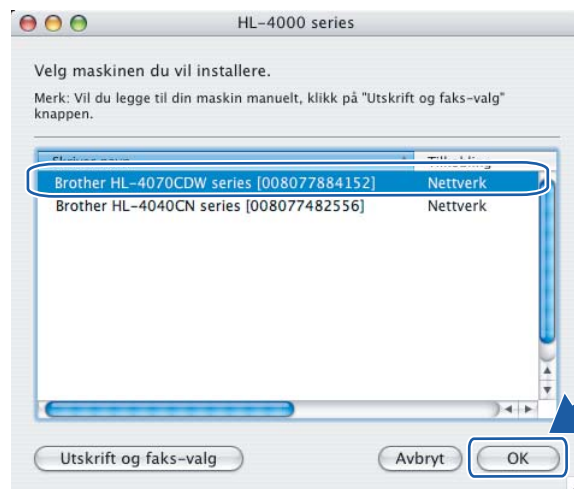 HL-4000 series
Velg maskinen du vil installere.
Merk: Vil du legge til din maskin manuelt, klikk på "Utskrift og faks-valg"
knappen.
Brother HL-4070CDW series [008077884152] Nettverk
Brother HL-4040CN series [008077482556] Nettverk
Utskrift og faks-valg Avbryt OK